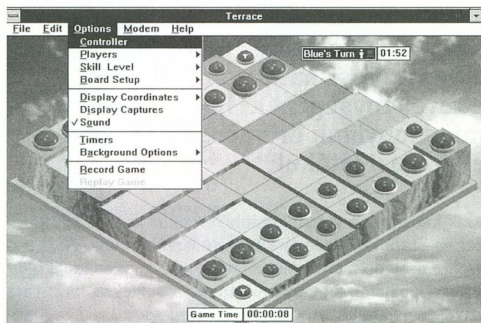 Terrace
File Edit Options Modem Help
Controller
Players
Skill Level
Board Setup
Display Coordinates
Display Captures
✓ Sound
Timers
Background Options
Record Game
Replay Game
Blue's Turn 01:52
T
T
Game Time 00:00:08